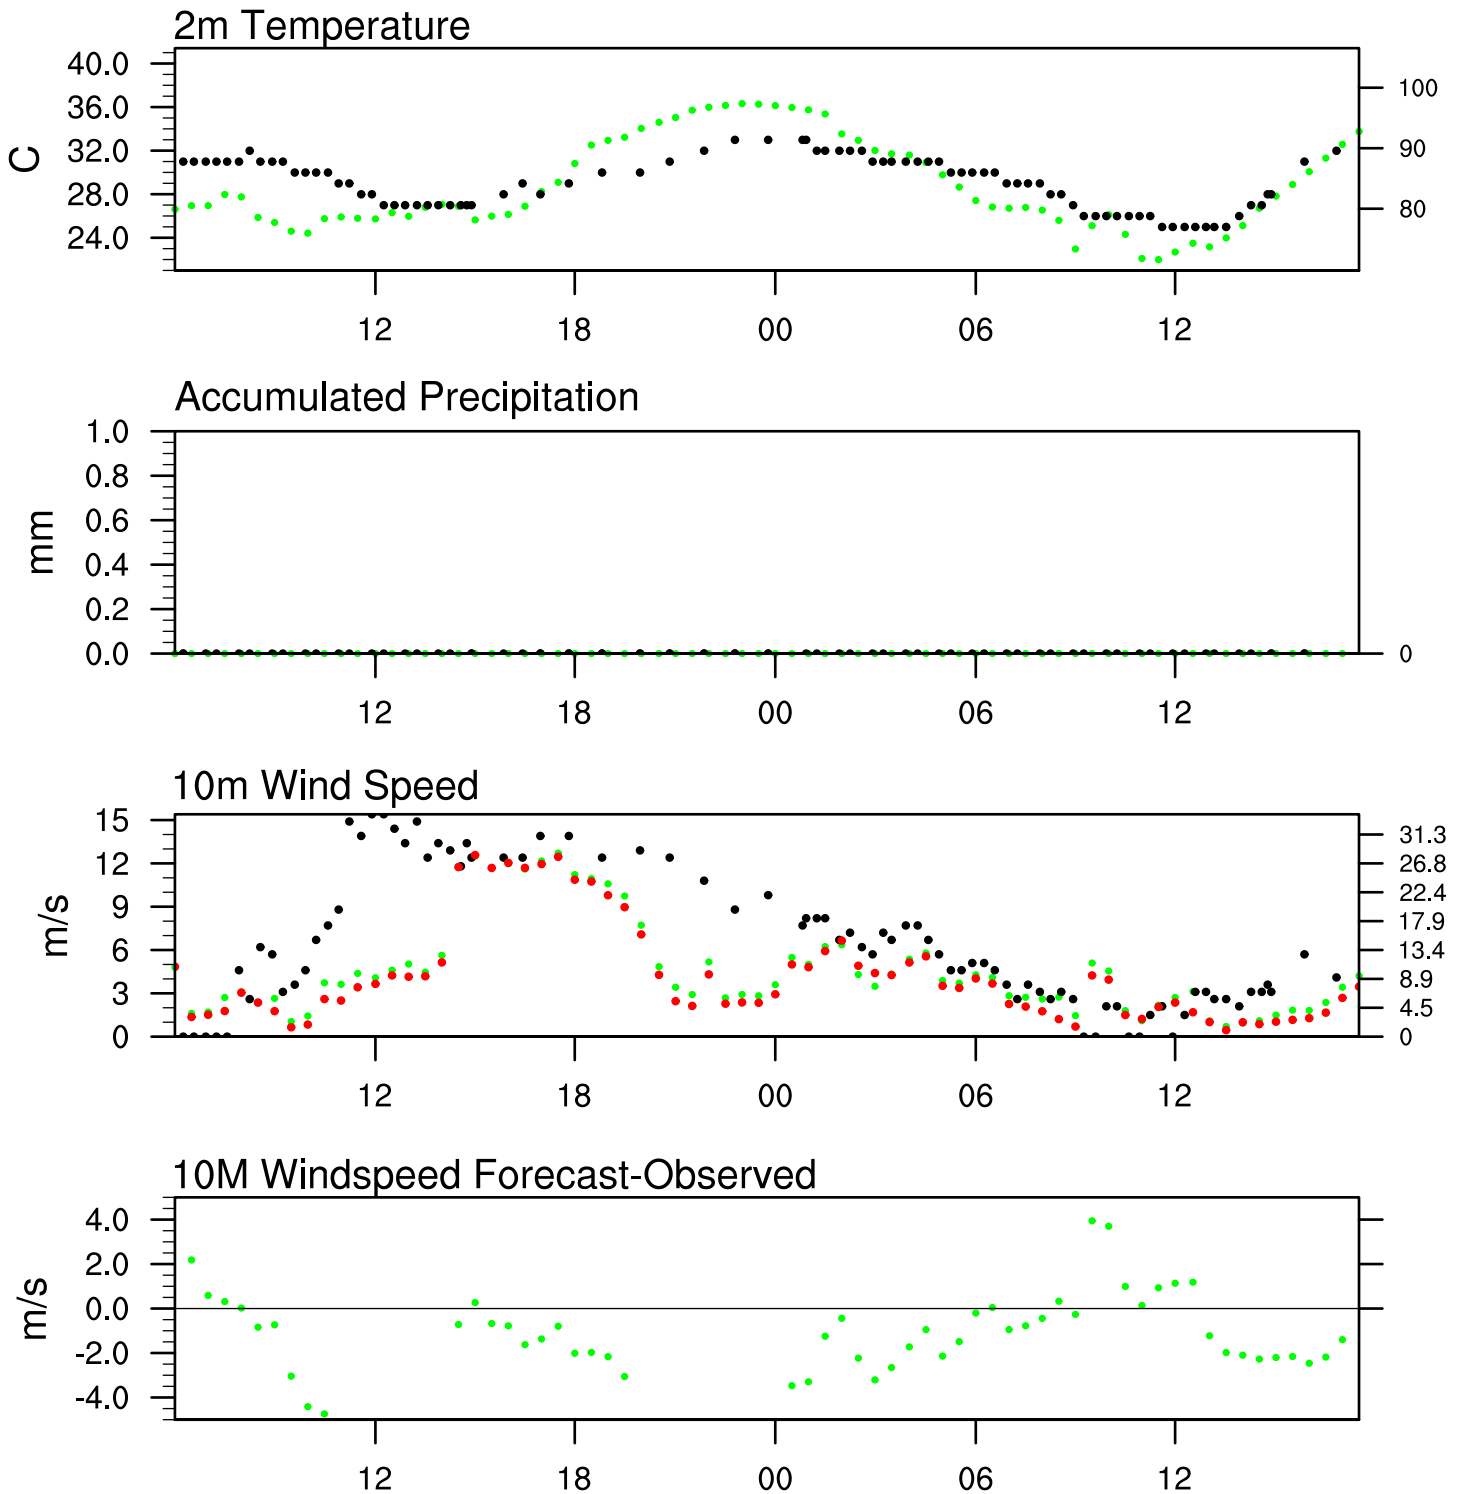 2m Temperature
40.0
36.0
32.0
28.0
24.0
C
100
90
80
12 18 00 06 12
Accumulated Precipitation
1.0
0.8
0.6
0.4
0.2
0.0
mm
0
12 18 00 06 12
10m Wind Speed
15
12
9
6
3
0
m/s
31.3
26.8
22.4
17.9
13.4
8.9
4.5
0
12 18 00 06 12
10M Windspeed Forecast-Observed
4.0
2.0
0.0
-2.0
-4.0
m/s
12 18 00 06 12